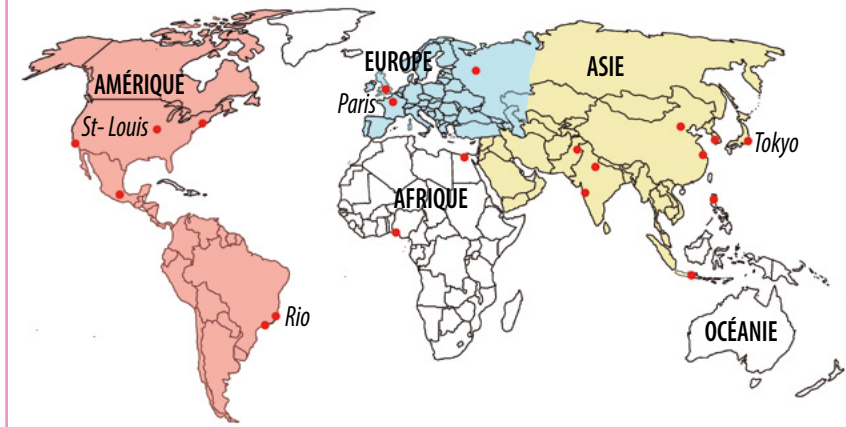 EUROPE
ASIE
AMÉRIQUE
Paris
St- Louis
Tokyo
AFRIQUE
Rio
OCÉANIE